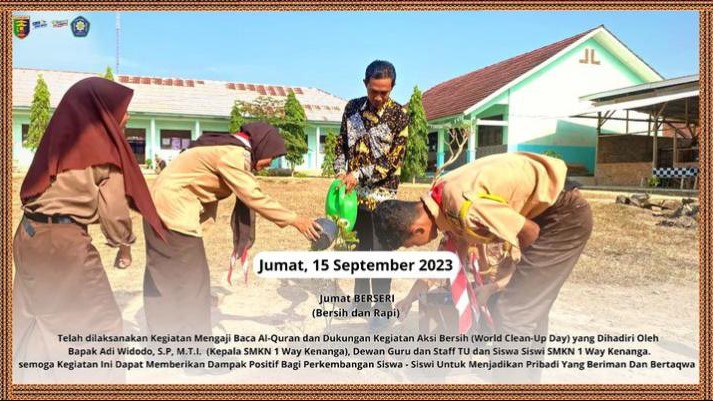 Jumat, 15 September 2023
Jumat BERSERI
(Bersih dan Rapi)
Telah dilaksanakan Kegiatan Mengaji Baca Al-Quran dan Dukungan Kegiatan Aksi Bersih (World Clean-Up Day) yang Dihadiri Oleh
Bapak Adi Widodo, S.P, M.T.I. (Kepala SMKN 1 Way Kenanga), Dewan Guru dan Staff TU dan Siswa Siswi SMKN 1 Way Kenanga.
semoga Kegiatan Ini Dapat Memberikan Dampak Positif Bagi Perkembangan Siswa - Siswi Untuk Menjadikan Pribadi Yang Beriman Dan Bertaqwa